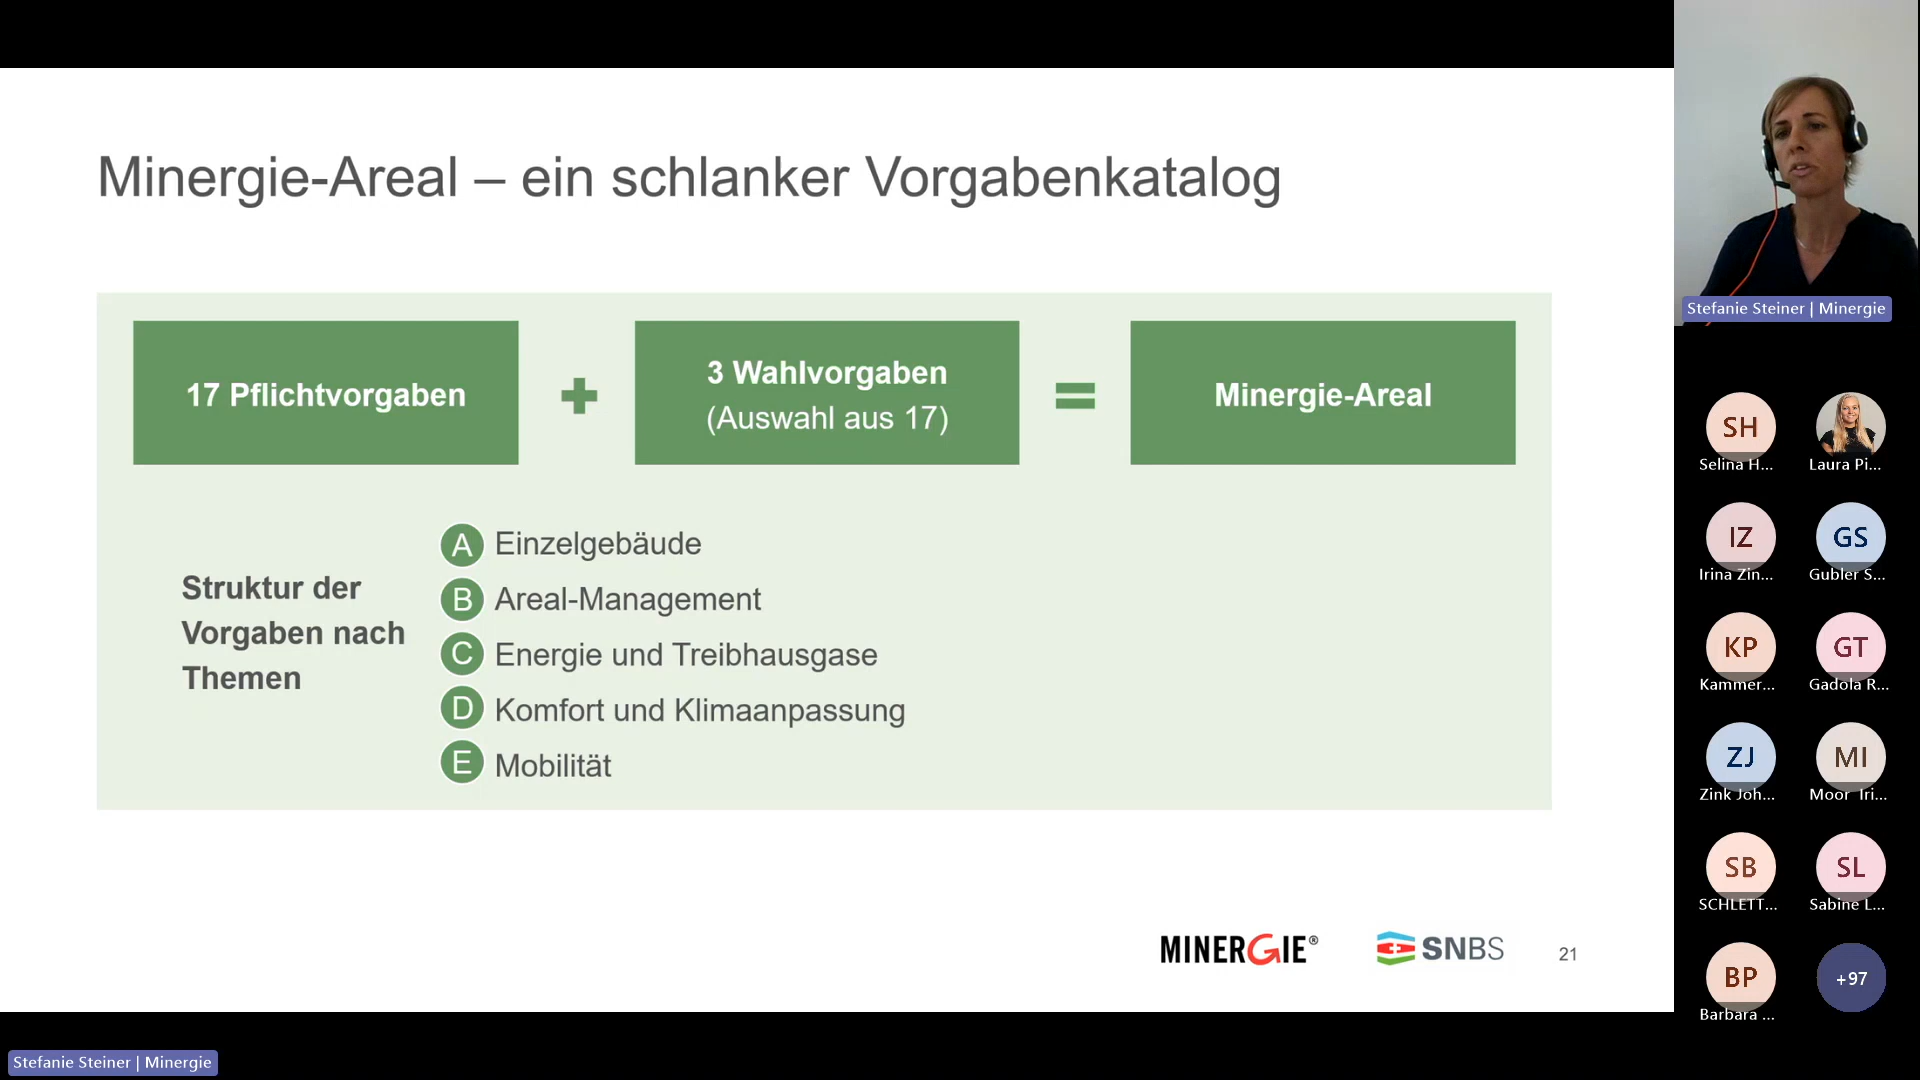 Minergie-Areal – ein schlanker Vorgabenkatalog
17 Pflichtvorgaben
3 Wahlvorgaben
(Auswahl aus 17)
Minergie-Areal
Struktur der
Vorgaben nach
Themen
A Einzelgebäude
B Areal-Management
C Energie und Treibhausgase
D Komfort und Klimaanpassung
E Mobilität
MINERGIE®
SNBS
21
Stefanie Steiner | Minergie
SH
Selina H...
Laura Pi...
IZ
Irina Zin...
GS
Gubler S...
KP
Kammer...
GT
Gadola R...
ZJ
Zink Joh...
MI
Moor Iri...
SB
SCHLETT...
SL
Sabine L...
BP
Barbara ...
+97
Stefanie Steiner | Minergie